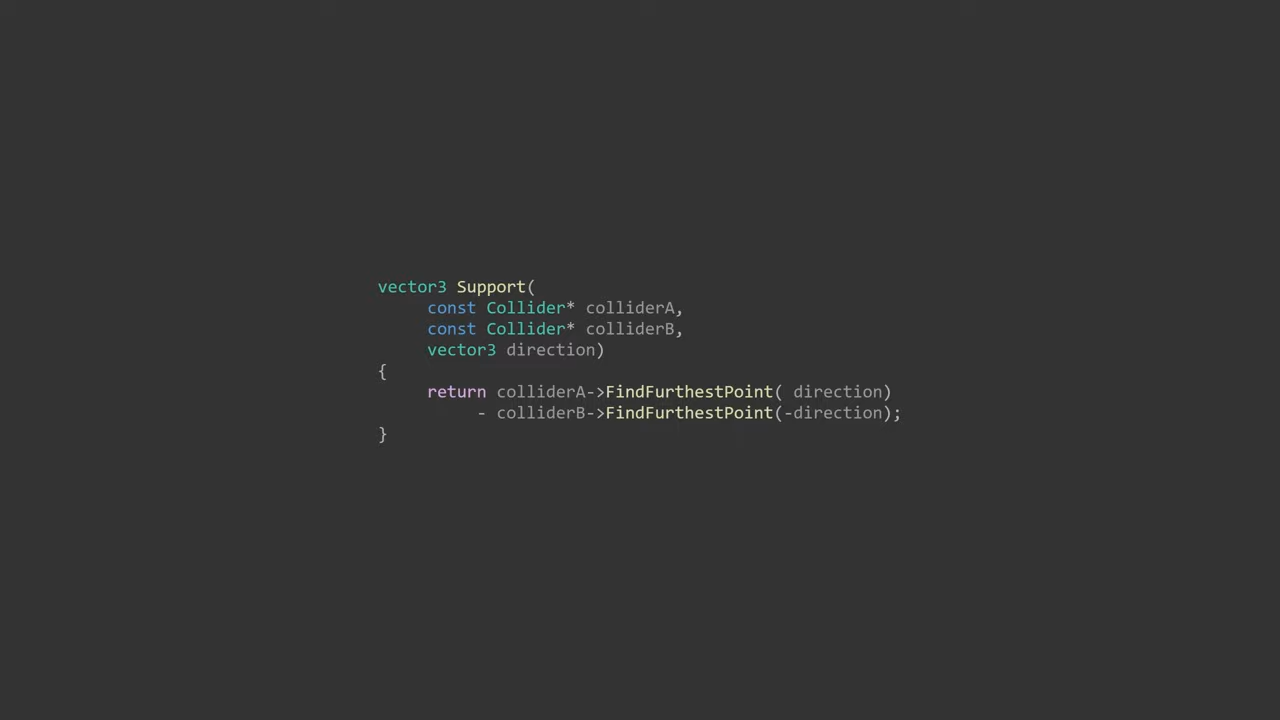 vector3 Support(
     const Collider* colliderA,
     const Collider* colliderB,
     vector3 direction)
{
     return colliderA->FindFurthestPoint( direction)
          - colliderB->FindFurthestPoint(-direction);
}